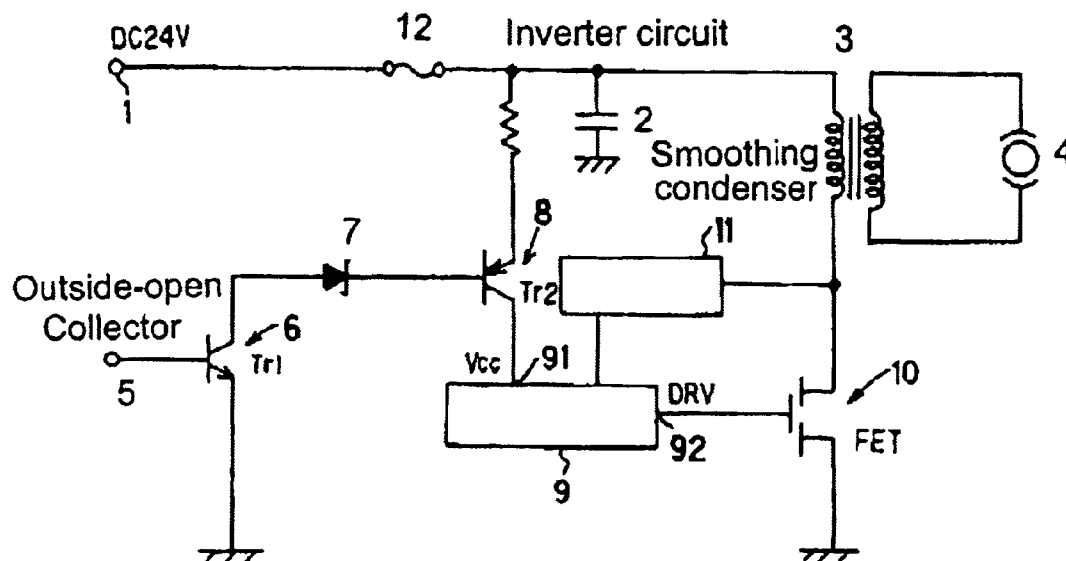 DC24V
12
Inverter circuit
3
1
2
Smoothing
condenser
4
7
8
11
Outside-open
Collector
6
Tr2
5
Tr1
Vcc
91
DRV
10
92
FET
9